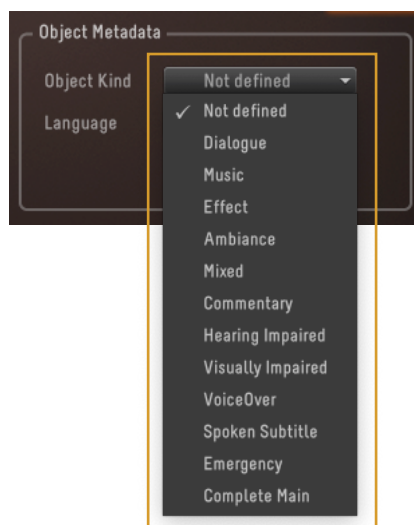 Object Metadata
Object Kind
Not defined
Language
Not defined
Dialogue
Music
Effect
Ambiance
Mixed
Commentary
Hearing Impaired
Visually Impaired
VoiceOver
Spoken Subtitle
Emergency
Complete Main